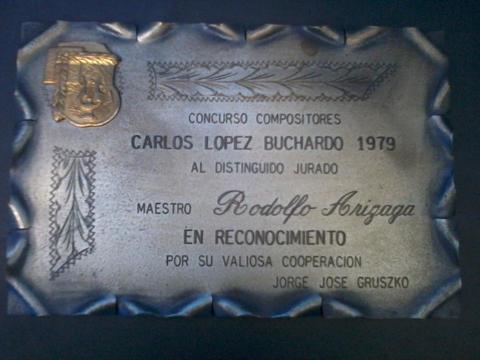 CONCURSO COMPOSITORES
CARLOS LOPEZ BUCHARDO 1979
AL DISTINGUIDO JURADO
MAESTRO Rodolfo Arizaga
EN RECONOCIMIENTO
POR SU VALIOSA COOPERACION
JORGE JOSE GRUSZKO